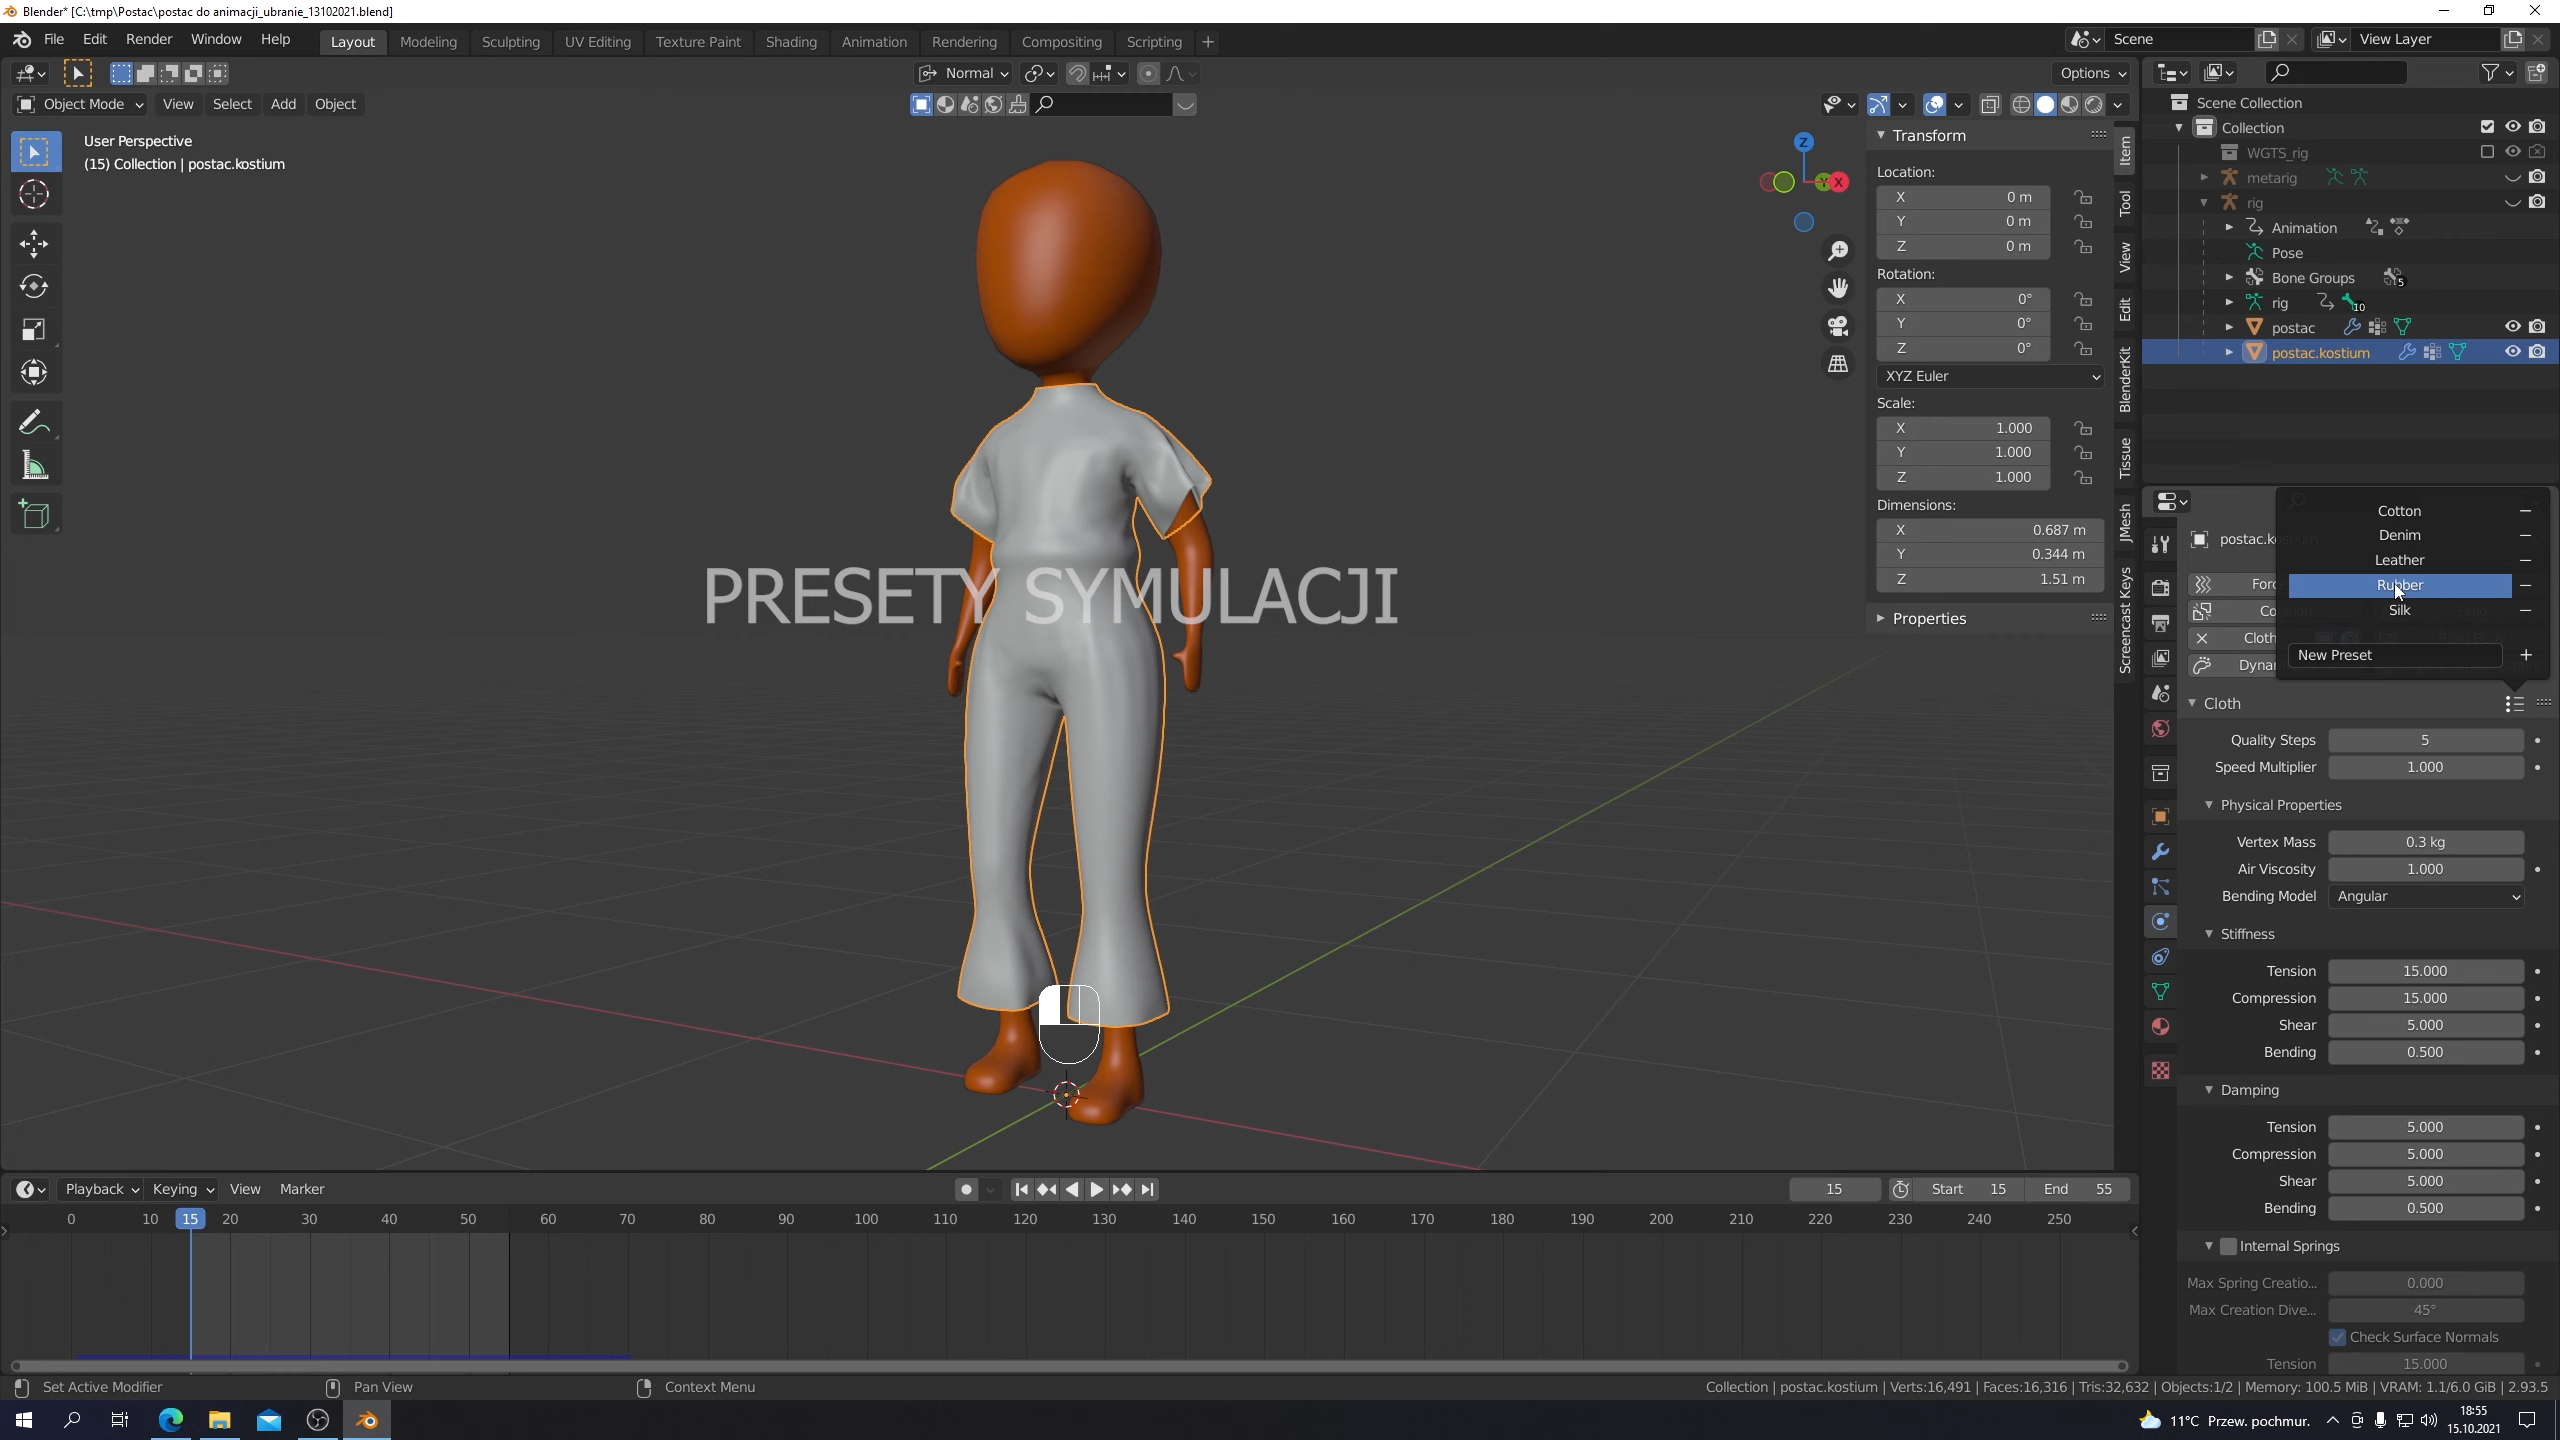 Blender* [C:\tmp\Postac\postac do animacji_ubranie_13102021.blend]
File Edit Render Window Help
Layout Modeling Sculpting UV Editing Texture Paint Shading Animation Rendering Compositing Scripting +
Scene
View Layer
Normal
Options
Object Mode View Select Add Object
User Perspective
(15) Collection | postac.kostium
Z
Y
X
PRESETY SYMULACJI
Transform
Location:
X 0 m
Y 0 m
Z 0 m
Rotation:
X 0°
Y 0°
Z 0°
XYZ Euler
Scale:
X 1.000
Y 1.000
Z 1.000
Dimensions:
X 0.687 m
Y 0.344 m
Z 1.51 m
Properties
Item
Tool
View
Edit
BlenderKit
Tissue
JMesh
Screencast Keys
Scene Collection
Collection
WGTS_rig
metarig
rig
Animation
Pose
Bone Groups 5
rig 10
postac
postac.kostium
Cotton
Denim
Leather
Rubber
Silk
New Preset
Cloth
Quality Steps 5
Speed Multiplier 1.000
Physical Properties
Vertex Mass 0.3 kg
Air Viscosity 1.000
Bending Model Angular
Stiffness
Tension 15.000
Compression 15.000
Shear 5.000
Bending 0.500
Damping
Tension 5.000
Compression 5.000
Shear 5.000
Bending 0.500
Internal Springs
Max Spring Creatio... 0.000
Max Creation Dive... 45°
Check Surface Normals
Tension 15.000
Playback Keying View Marker
15 Start 15 End 55
0 10 15 20 30 40 50 60 70 80 90 100 110 120 130 140 150 160 170 180 190 200 210 220 230 240 250
Set Active Modifier Pan View Context Menu
Collection | postac.kostium | Verts:16,491 | Faces:16,316 | Tris:32,632 | Objects:1/2 | Memory: 100.5 MiB | VRAM: 1.1/6.0 GiB | 2.93.5
11°C Przew. pochmur.
18:55
15.10.2021